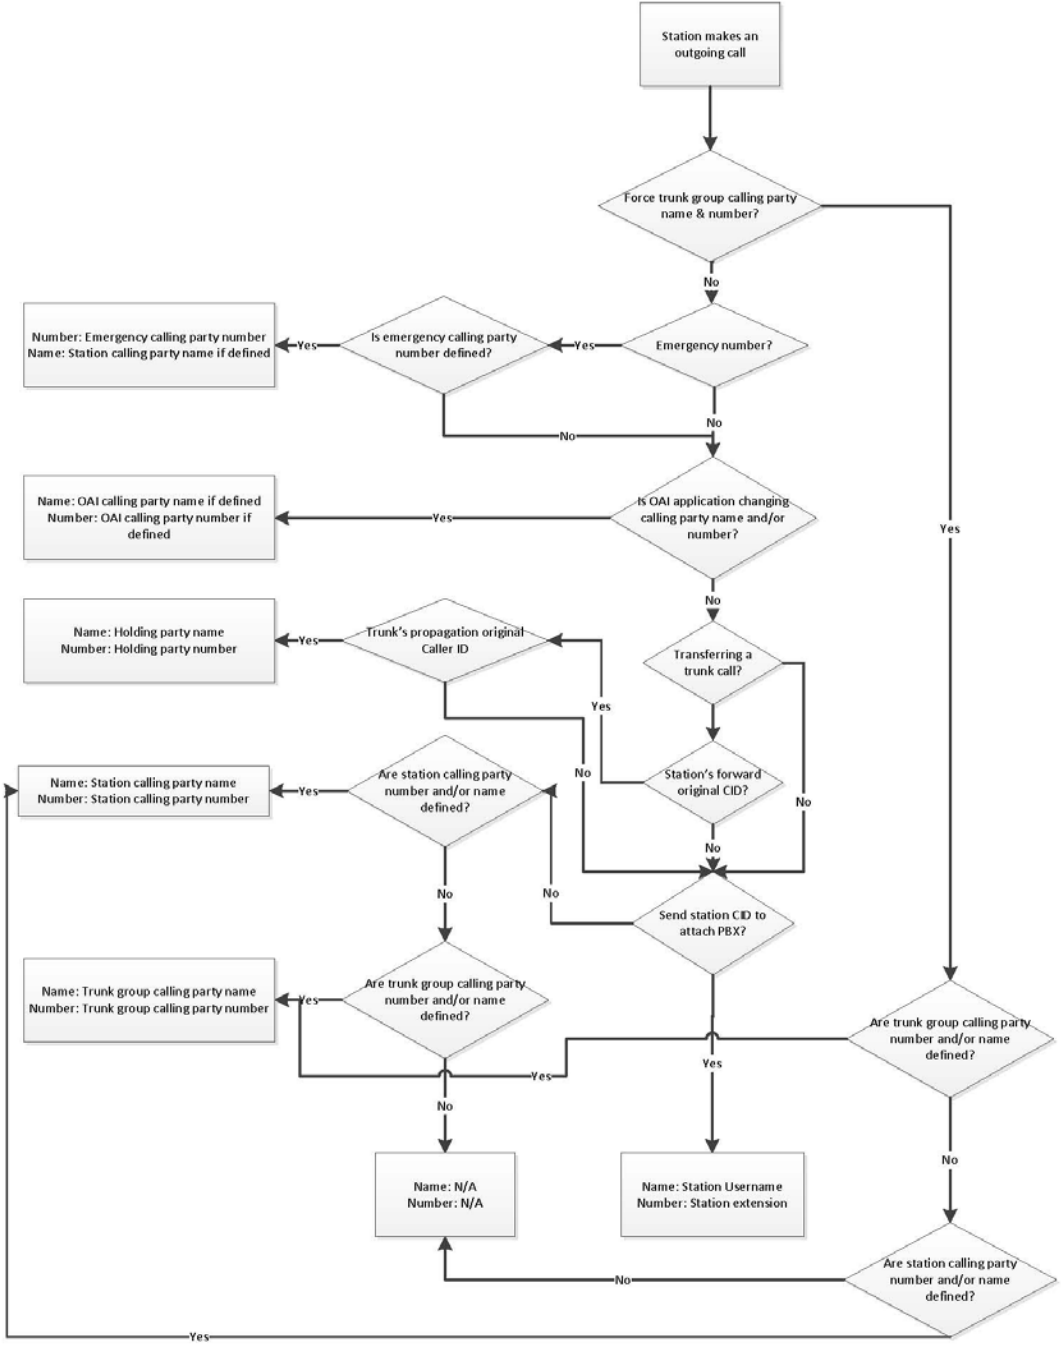 Station makes an
outgoing call
Force trunk group calling party
name & number?
No
Number: Emergency calling party number
Name: Station calling party name if defined
Yes
Is emergency calling party
number defined?
Yes
Emergency number?
No
No
Name: OAI calling party name if defined
Number: OAI calling party number if
defined
Yes
Is OAI application changing
calling party name and/or
number?
Yes
No
Name: Holding party name
Number: Holding party number
Yes
Trunk's propagation original
Caller ID
Transferring a
trunk call?
Yes
No
Station's forward
original CID?
No
No
Name: Station calling party name
Number: Station calling party number
Yes
Are station calling party
number and/or name
defined?
No
No
Send station CID to
attach PBX?
Name: Trunk group calling party name
Number: Trunk group calling party number
Yes
Are trunk group calling party
number and/or name
defined?
Are trunk group calling party
number and/or name
defined?
Yes
Yes
No
No
Name: N/A
Number: N/A
Name: Station Username
Number: Station extension
Are station calling party
number and/or name
defined?
No
Yes